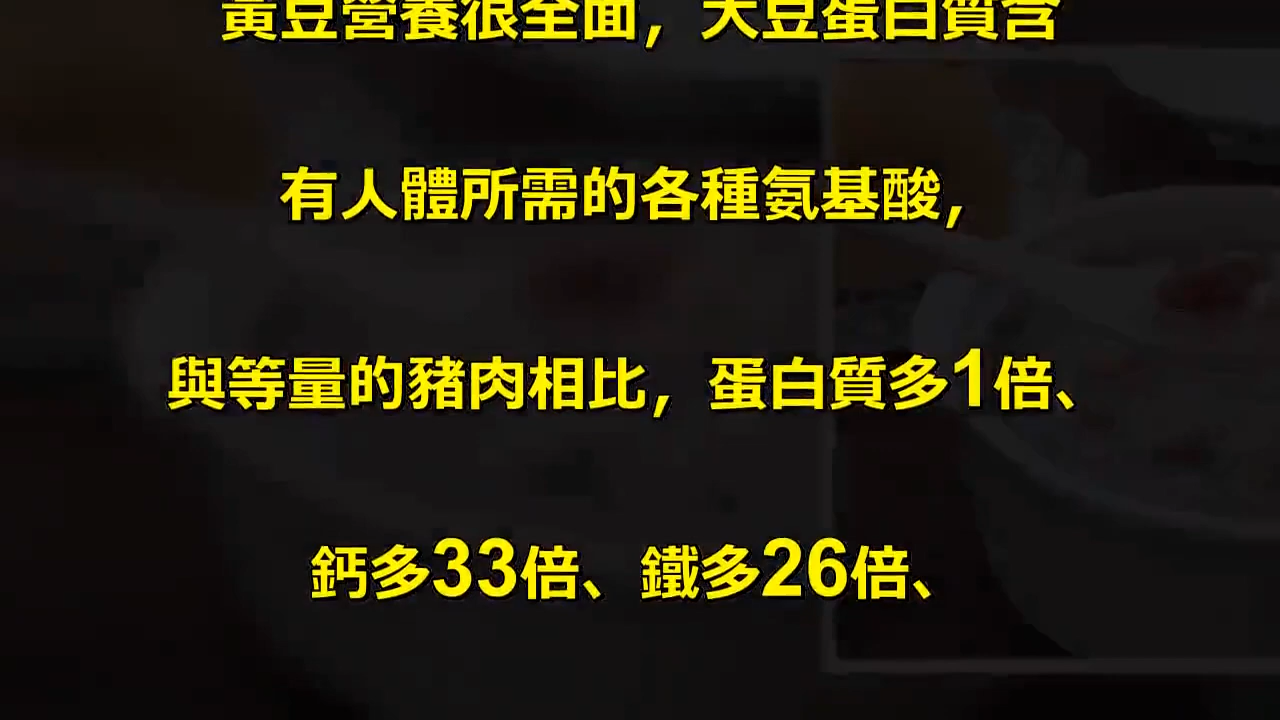 黃豆營養很全面，大豆蛋白質含
有人體所需的各種氨基酸，
與等量的豬肉相比，蛋白質多1倍、
鈣多33倍、鐵多26倍、